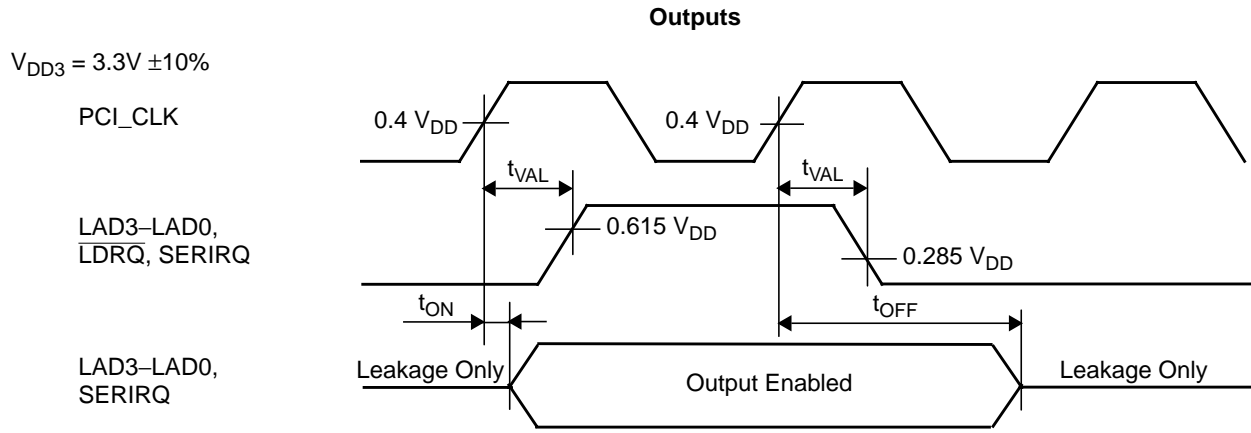 Outputs
V_DD3 = 3.3V ±10%
PCI_CLK
0.4 V_DD
0.4 V_DD
t_VAL
t_VAL
LAD3–LAD0,
LDRQ, SERIRQ
0.615 V_DD
0.285 V_DD
t_ON
t_OFF
LAD3–LAD0,
SERIRQ
Leakage Only
Output Enabled
Leakage Only